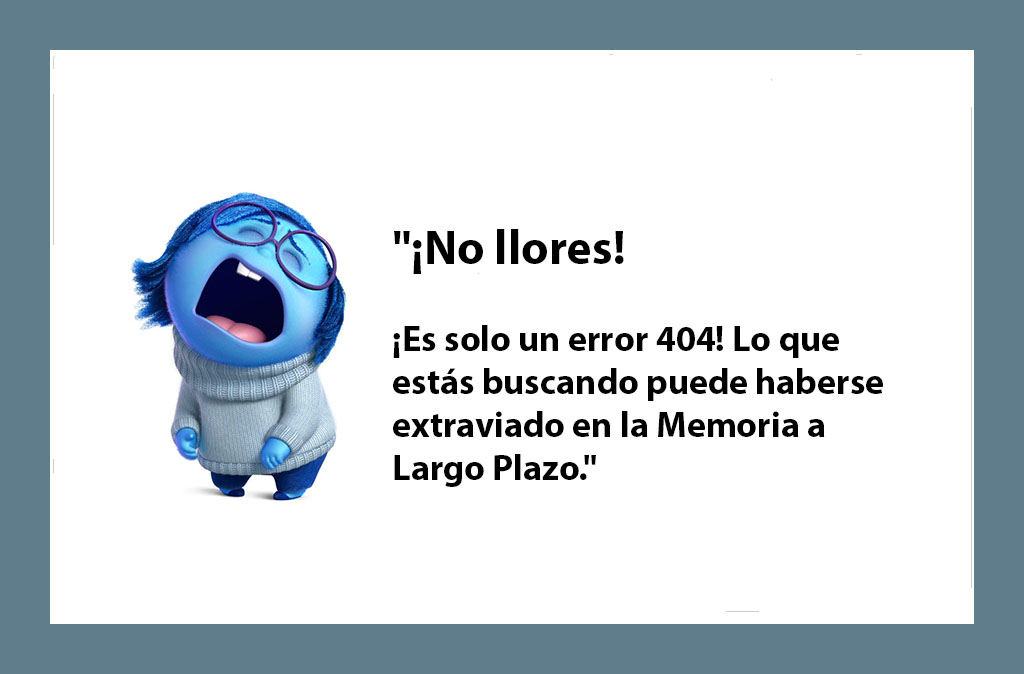 "¡No llores!
¡Es solo un error 404! Lo que
estás buscando puede haberse
extraviado en la Memoria a
Largo Plazo."